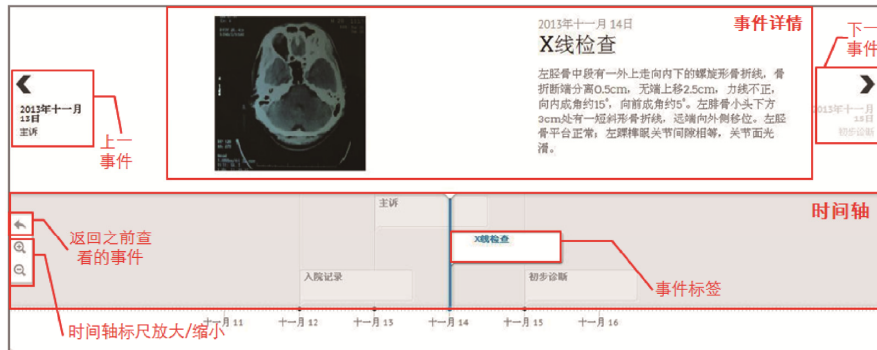 2013年十一月 14日
X线检查
事件详情
下一
事件
左胫骨中段有一外上走向内下的螺旋形骨折线，骨
折断端分离0.5cm，无端上移2.5cm，力线不正，
向内成角约15°，向前成角约5°。左腓骨小头下方
3cm处有一短斜形骨折线，远端向外侧移位。左胫
骨平台正常；左踝榫眼关节间隙相等，关节面光
滑。
2013年十一月
13日
主诉
上一
事件
2013年十一月
15日
初步诊断
时间轴
主诉
X线检查
入院记录
初步诊断
返回之前查
看的事件
事件标签
时间轴标尺放大/缩小
十一月 11
十一月 12
十一月 13
十一月 14
十一月 15
十一月 16